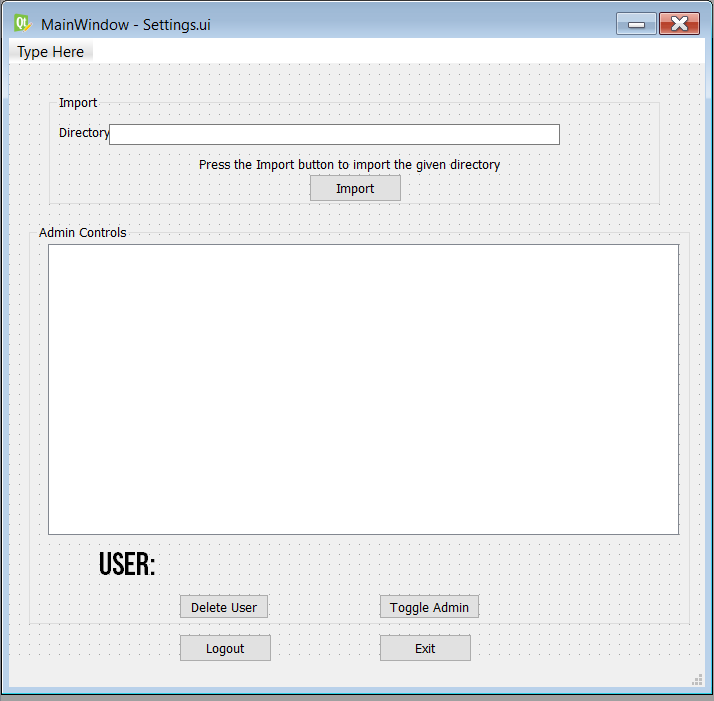 MainWindow - Settings.ui
Type Here
Import
Directory
Press the Import button to import the given directory
Import
Admin Controls
USER:
Delete User Toggle Admin
Logout Exit